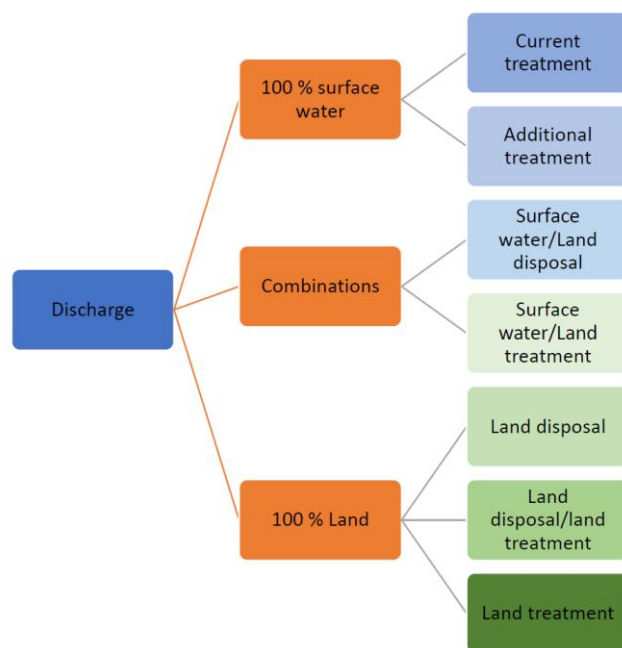 Discharge
100 % surface
water
Current
treatment
Additional
treatment
Combinations
Surface
water/Land
disposal
Surface
water/Land
treatment
100 % Land
Land disposal
Land
disposal/land
treatment
Land treatment